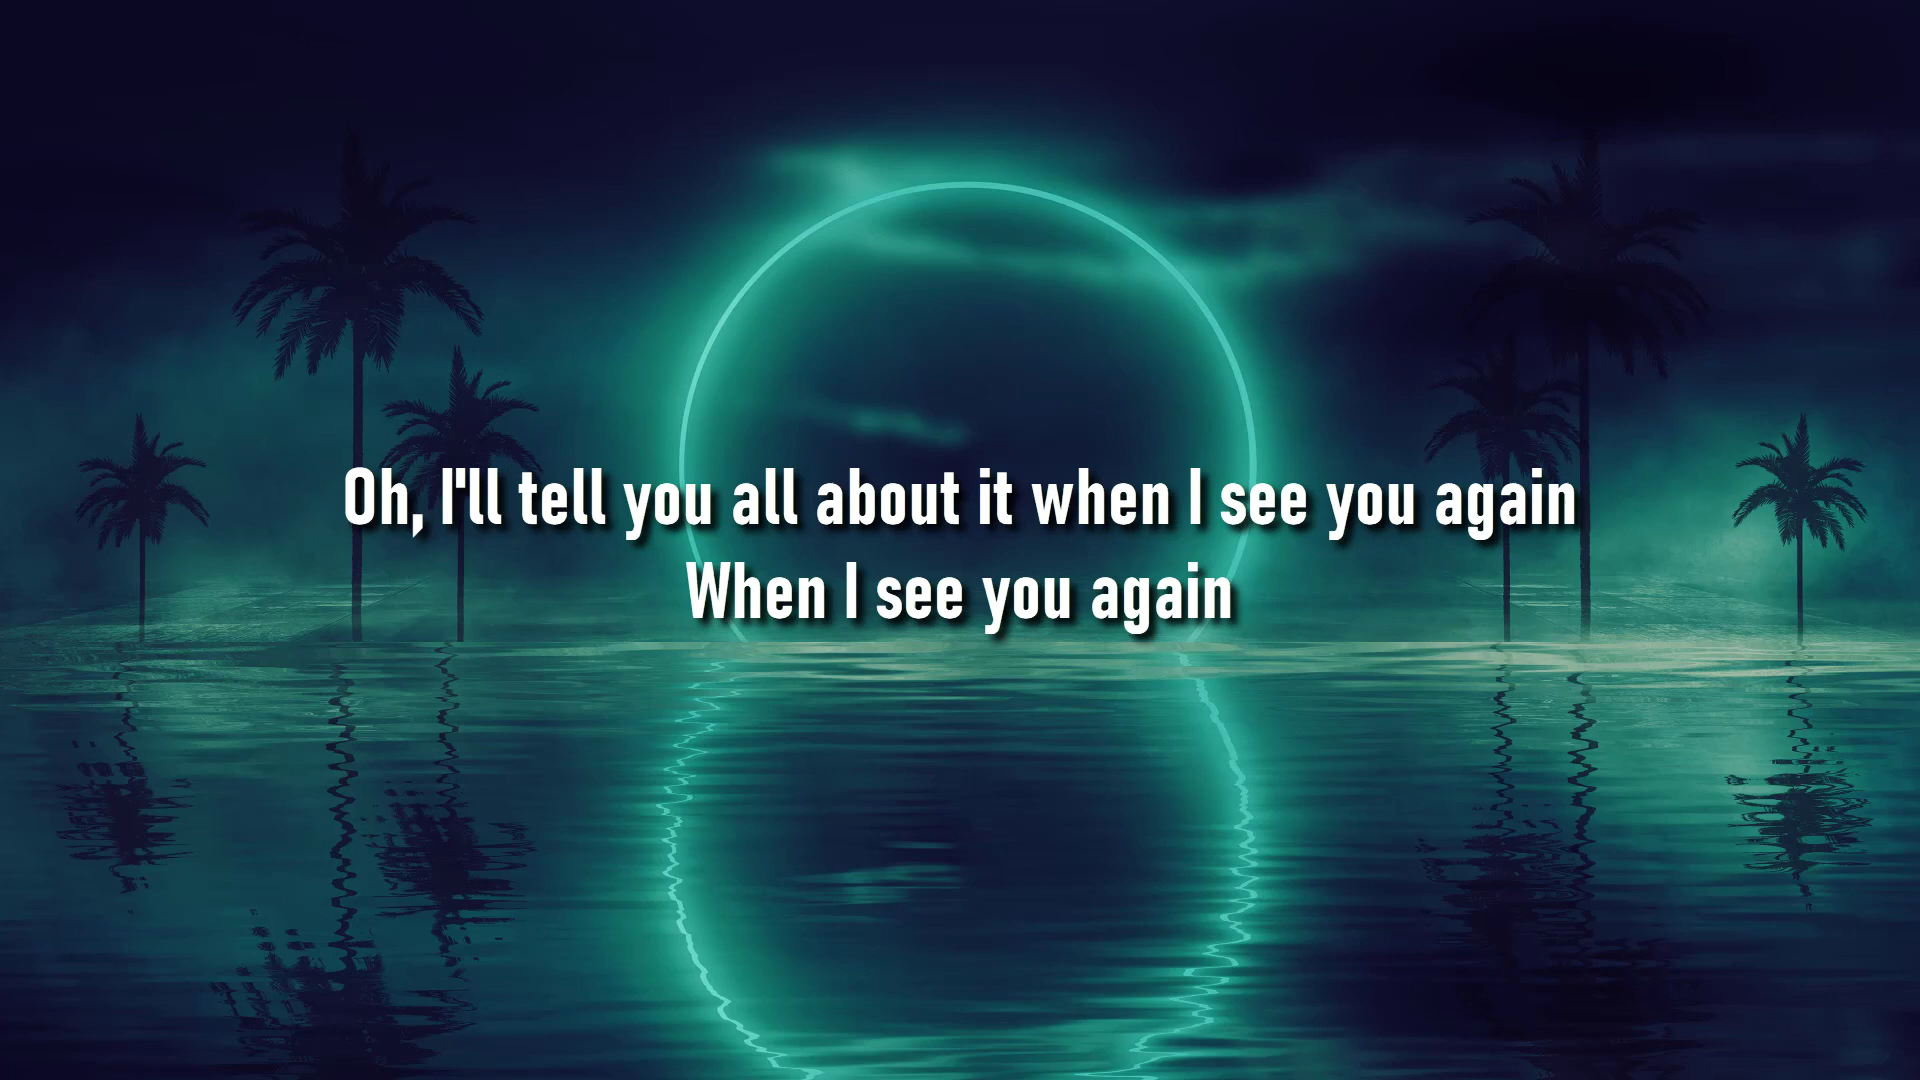 Oh, I'll tell you all about it when I see you again
When I see you again